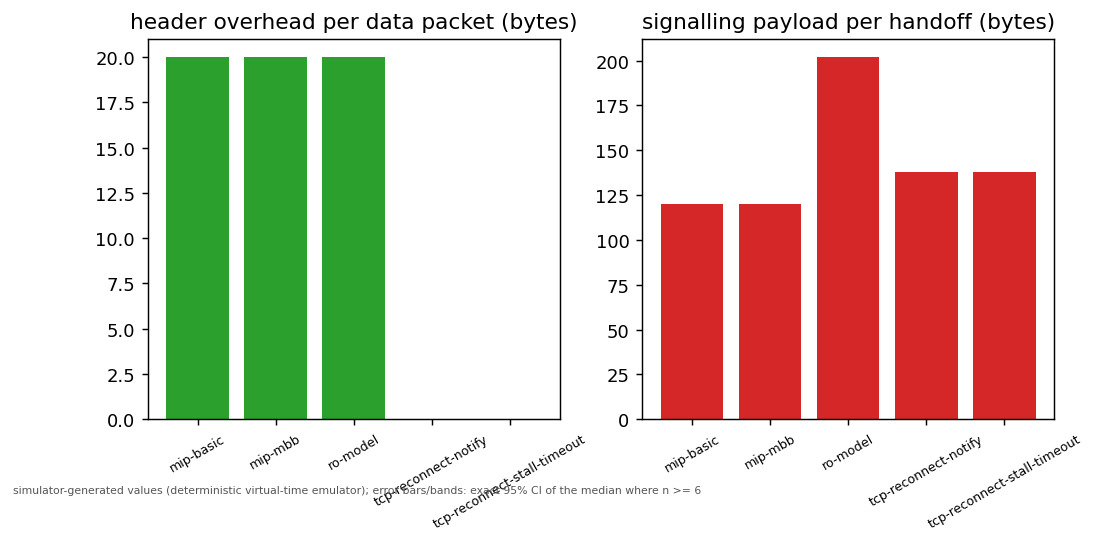 header overhead per data packet (bytes)
20.0
17.5
15.0
12.5
10.0
7.5
5.0
2.5
0.0
mip-basic
mip-mbb
ro-model
tcp-reconnect-notify
tcp-reconnect-stall-timeout
signalling payload per handoff (bytes)
200
175
150
125
100
75
50
25
0
mip-basic
mip-mbb
ro-model
tcp-reconnect-notify
tcp-reconnect-stall-timeout
simulator-generated values (deterministic virtual-time emulator); error bars/bands: exact 95% CI of the median where n >= 6